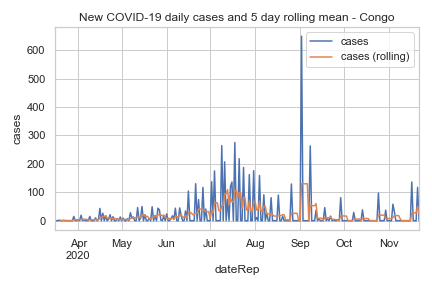 New COVID-19 daily cases and 5 day rolling mean - Congo
cases
cases (rolling)
600
500
400
300
200
100
0
cases
Apr
2020
May
Jun
Jul
Aug
Sep
Oct
Nov
dateRep